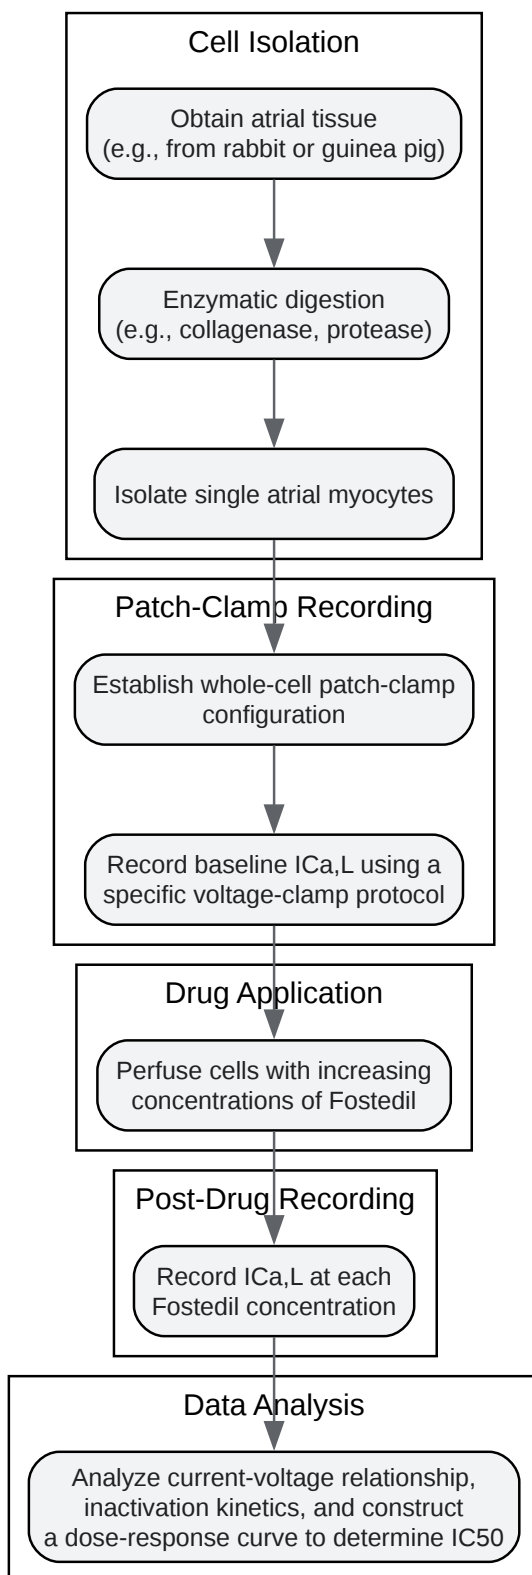 Cell Isolation
Obtain atrial tissue
(e.g., from rabbit or guinea pig)
Enzymatic digestion
(e.g., collagenase, protease)
Isolate single atrial myocytes
Patch-Clamp Recording
Establish whole-cell patch-clamp
configuration
Record baseline ICa,L using a
specific voltage-clamp protocol
Drug Application
Perfuse cells with increasing
concentrations of Fostedil
Post-Drug Recording
Record ICa,L at each
Fostedil concentration
Data Analysis
Analyze current-voltage relationship,
inactivation kinetics, and construct
a dose-response curve to determine IC50